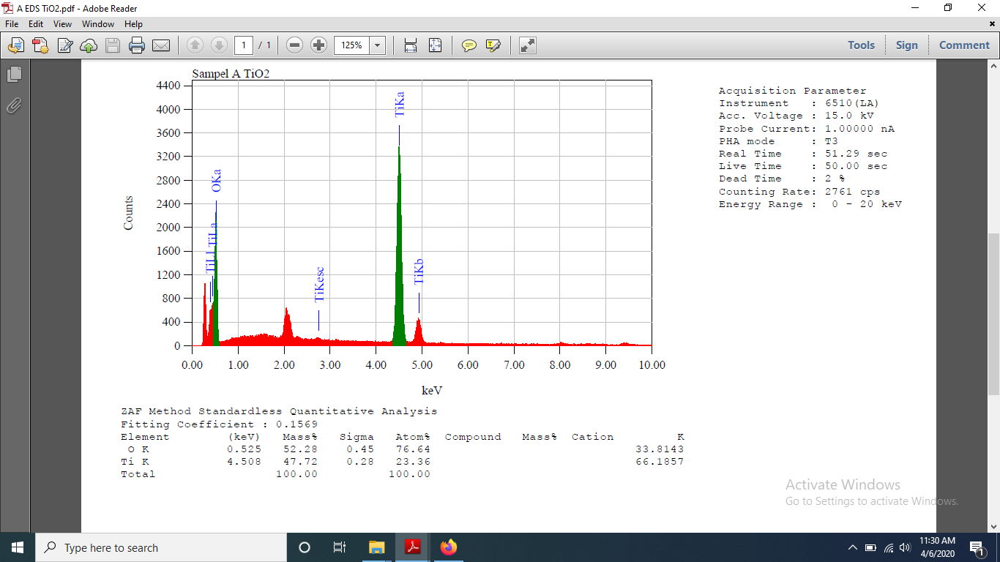 A EDS TiO2.pdf - Adobe Reader
File Edit View Window Help
1 / 1 125% Tools Sign Comment
Sampel A TiO2
4400
4000
3600
3200
2800
2400
2000
1600
1200
800
400
0
Counts
TiLl
TiLa
OKa
TiKesc
TiKa
TiKb
0.00 1.00 2.00 3.00 4.00 5.00 6.00 7.00 8.00 9.00 10.00
keV
Acquisition Parameter
Instrument : 6510(LA)
Acc. Voltage : 15.0 kV
Probe Current: 1.00000 nA
PHA mode : T3
Real Time : 51.29 sec
Live Time : 50.00 sec
Dead Time : 2 %
Counting Rate: 2761 cps
Energy Range : 0 - 20 keV
ZAF Method Standardless Quantitative Analysis
Fitting Coefficient : 0.1569
Element (keV) Mass% Sigma Atom% Compound Mass% Cation K
O K 0.525 52.28 0.45 76.64 33.8143
Ti K 4.508 47.72 0.28 23.36 66.1857
Total 100.00 100.00
Activate Windows
Go to Settings to activate Windows.
Type here to search
11:30 AM
4/6/2020
1